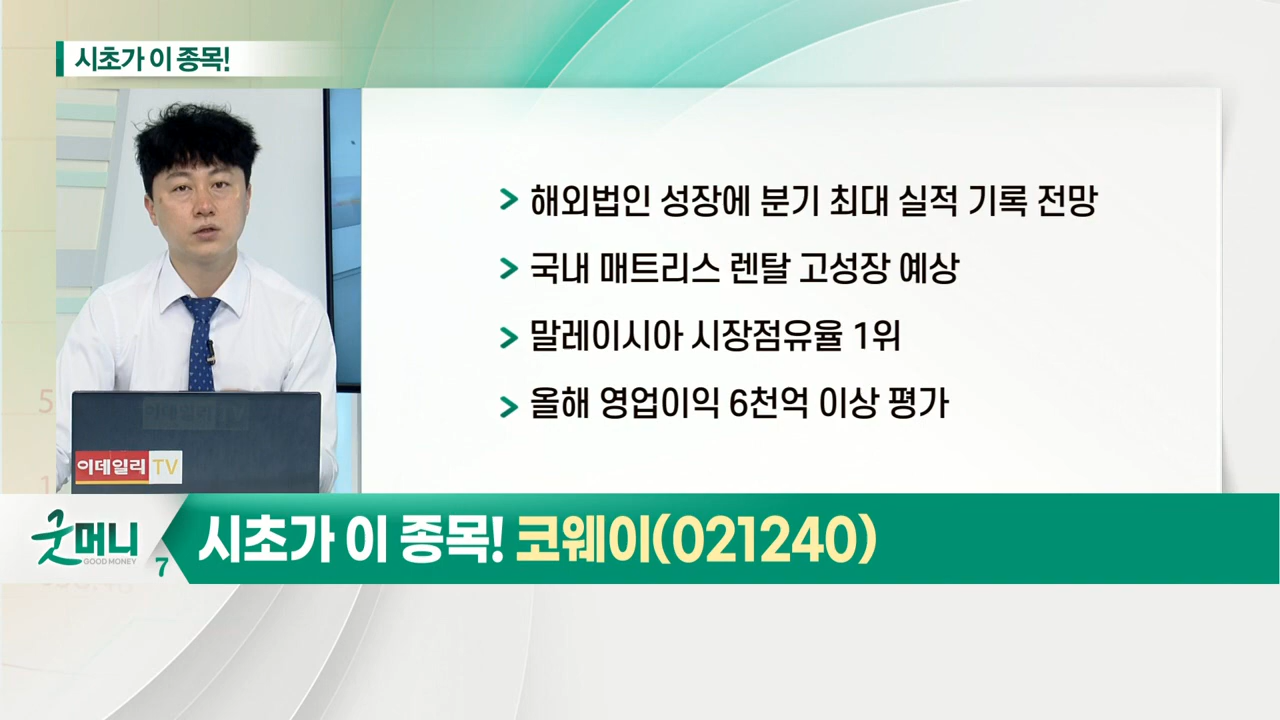 시초가 이 종목!
> 해외법인 성장에 분기 최대 실적 기록 전망
> 국내 매트리스 렌탈 고성장 예상
> 말레이시아 시장점유율 1위
> 올해 영업이익 6천억 이상 평가
이데일리TV
굿머니
GOOD MONEY
7
시초가 이 종목! 코웨이(021240)